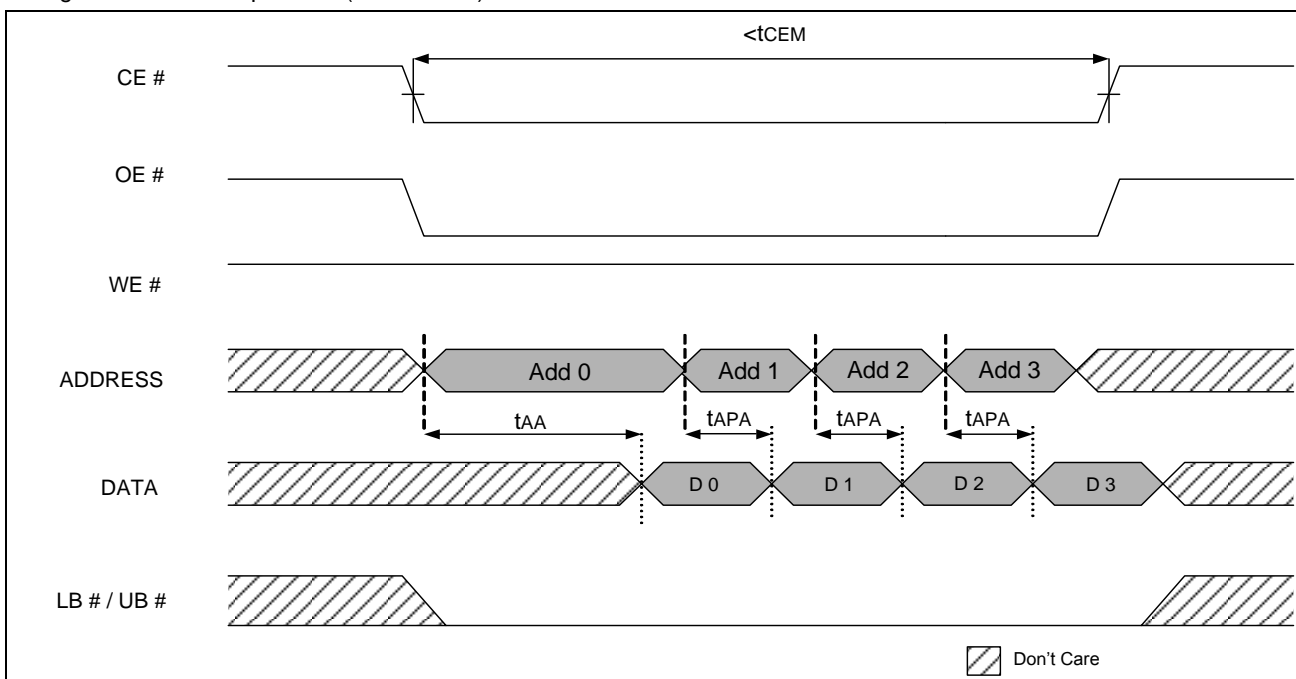 <tCEM
CE #
OE #
WE #
ADDRESS
Add 0
Add 1
Add 2
Add 3
tAA
tAPA
tAPA
tAPA
DATA
D 0
D 1
D 2
D 3
LB # / UB #
Don't Care